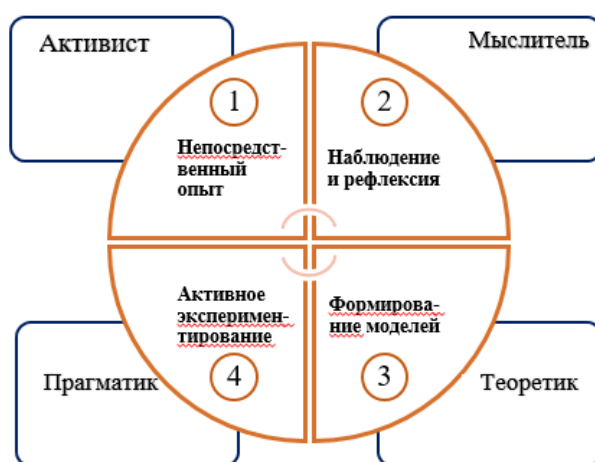 Активист
Мыслитель
1
Непосредст-
венный
опыт
2
Наблюдение
и рефлексия
Активное
эксперимен-
тирование
4
Формирова-
ние моделей
3
Прагматик
Теоретик